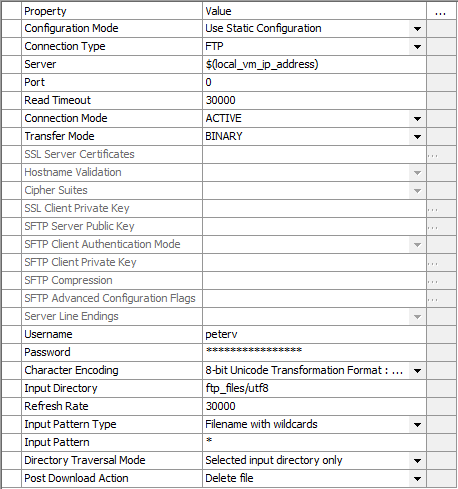 Property Value ...
Configuration Mode Use Static Configuration
Connection Type FTP
Server $(local_vm_ip_address)
Port 0
Read Timeout 30000
Connection Mode ACTIVE
Transfer Mode BINARY
SSL Server Certificates ...
Hostname Validation
Cipher Suites
SSL Client Private Key ...
SFTP Server Public Key ...
SFTP Client Authentication Mode
SFTP Client Private Key ...
SFTP Compression ...
SFTP Advanced Configuration Flags ...
Server Line Endings
Username peterv
Password ****************
Character Encoding 8-bit Unicode Transformation Format : ...
Input Directory ftp_files/utf8
Refresh Rate 30000
Input Pattern Type Filename with wildcards
Input Pattern *
Directory Traversal Mode Selected input directory only
Post Download Action Delete file